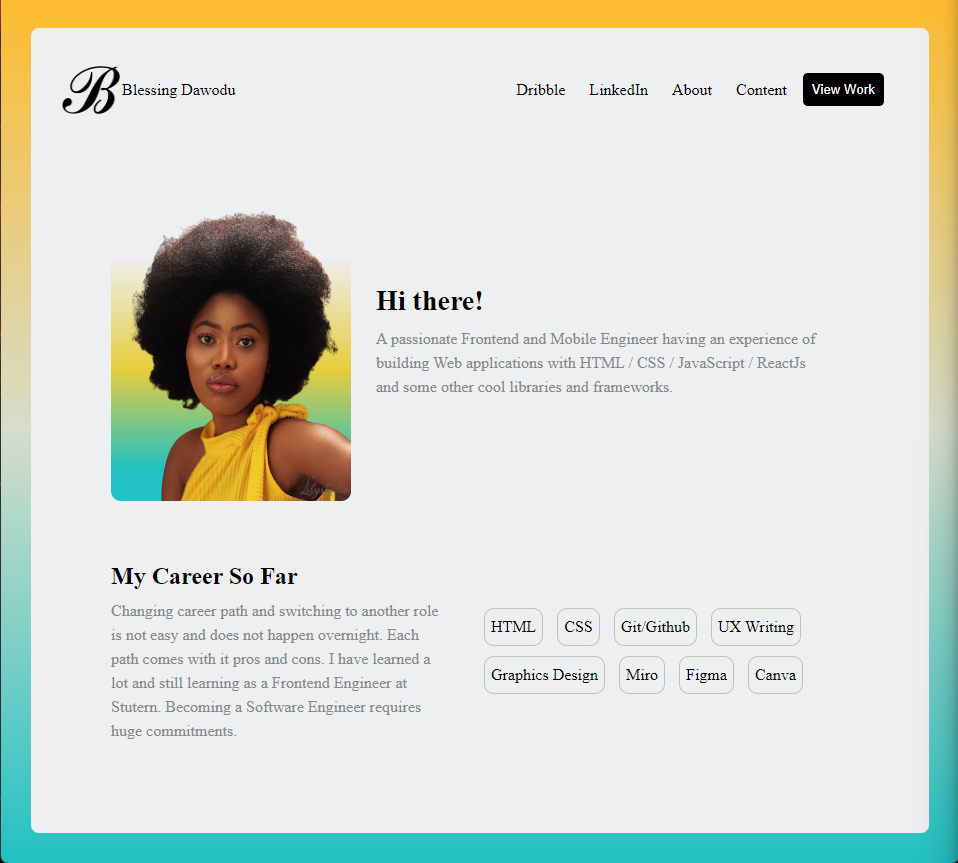 B Blessing Dawodu
Dribble LinkedIn About Content View Work
Hi there!
A passionate Frontend and Mobile Engineer having an experience of
building Web applications with HTML / CSS / JavaScript / ReactJs
and some other cool libraries and frameworks.
My Career So Far
Changing career path and switching to another role
is not easy and does not happen overnight. Each
path comes with it pros and cons. I have learned a
lot and still learning as a Frontend Engineer at
Stutern. Becoming a Software Engineer requires
huge commitments.
HTML CSS Git/Github UX Writing
Graphics Design Miro Figma Canva